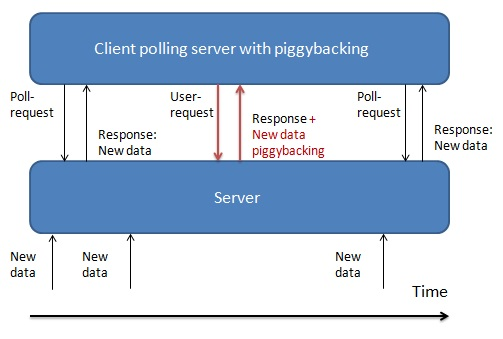 Client polling server with piggybacking
Poll-
request
Response:
New data
User-
request
Response +
New data
piggybacking
Poll-
request
Response:
New data
Server
New
data
New
data
New
data
Time